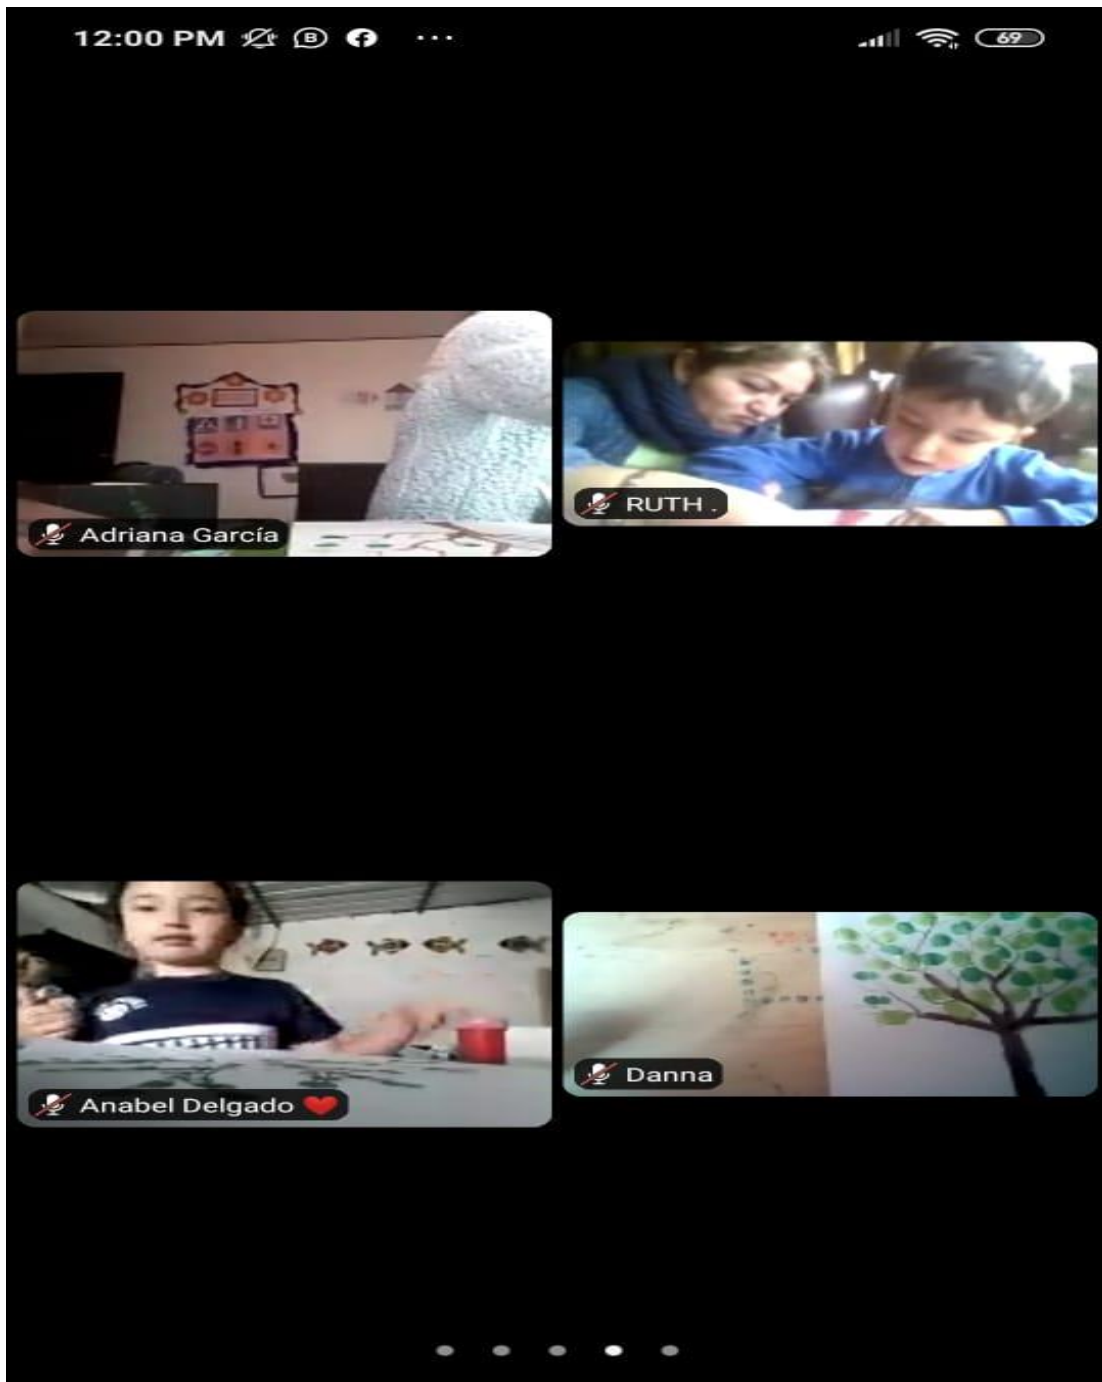 12:00 PM B 69
Adriana García
RUTH .
Anabel Delgado ❤️
Danna